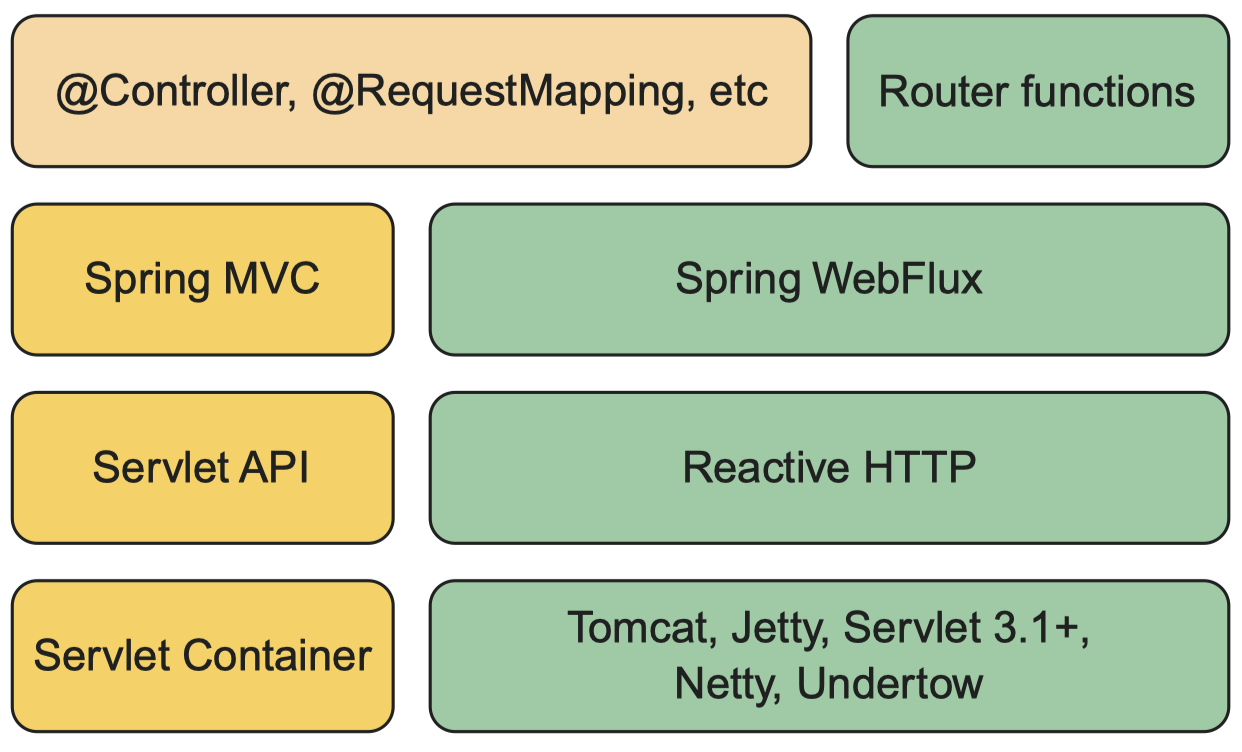 @Controller, @RequestMapping, etc
Router functions
Spring MVC
Spring WebFlux
Servlet API
Reactive HTTP
Servlet Container
Tomcat, Jetty, Servlet 3.1+,
Netty, Undertow